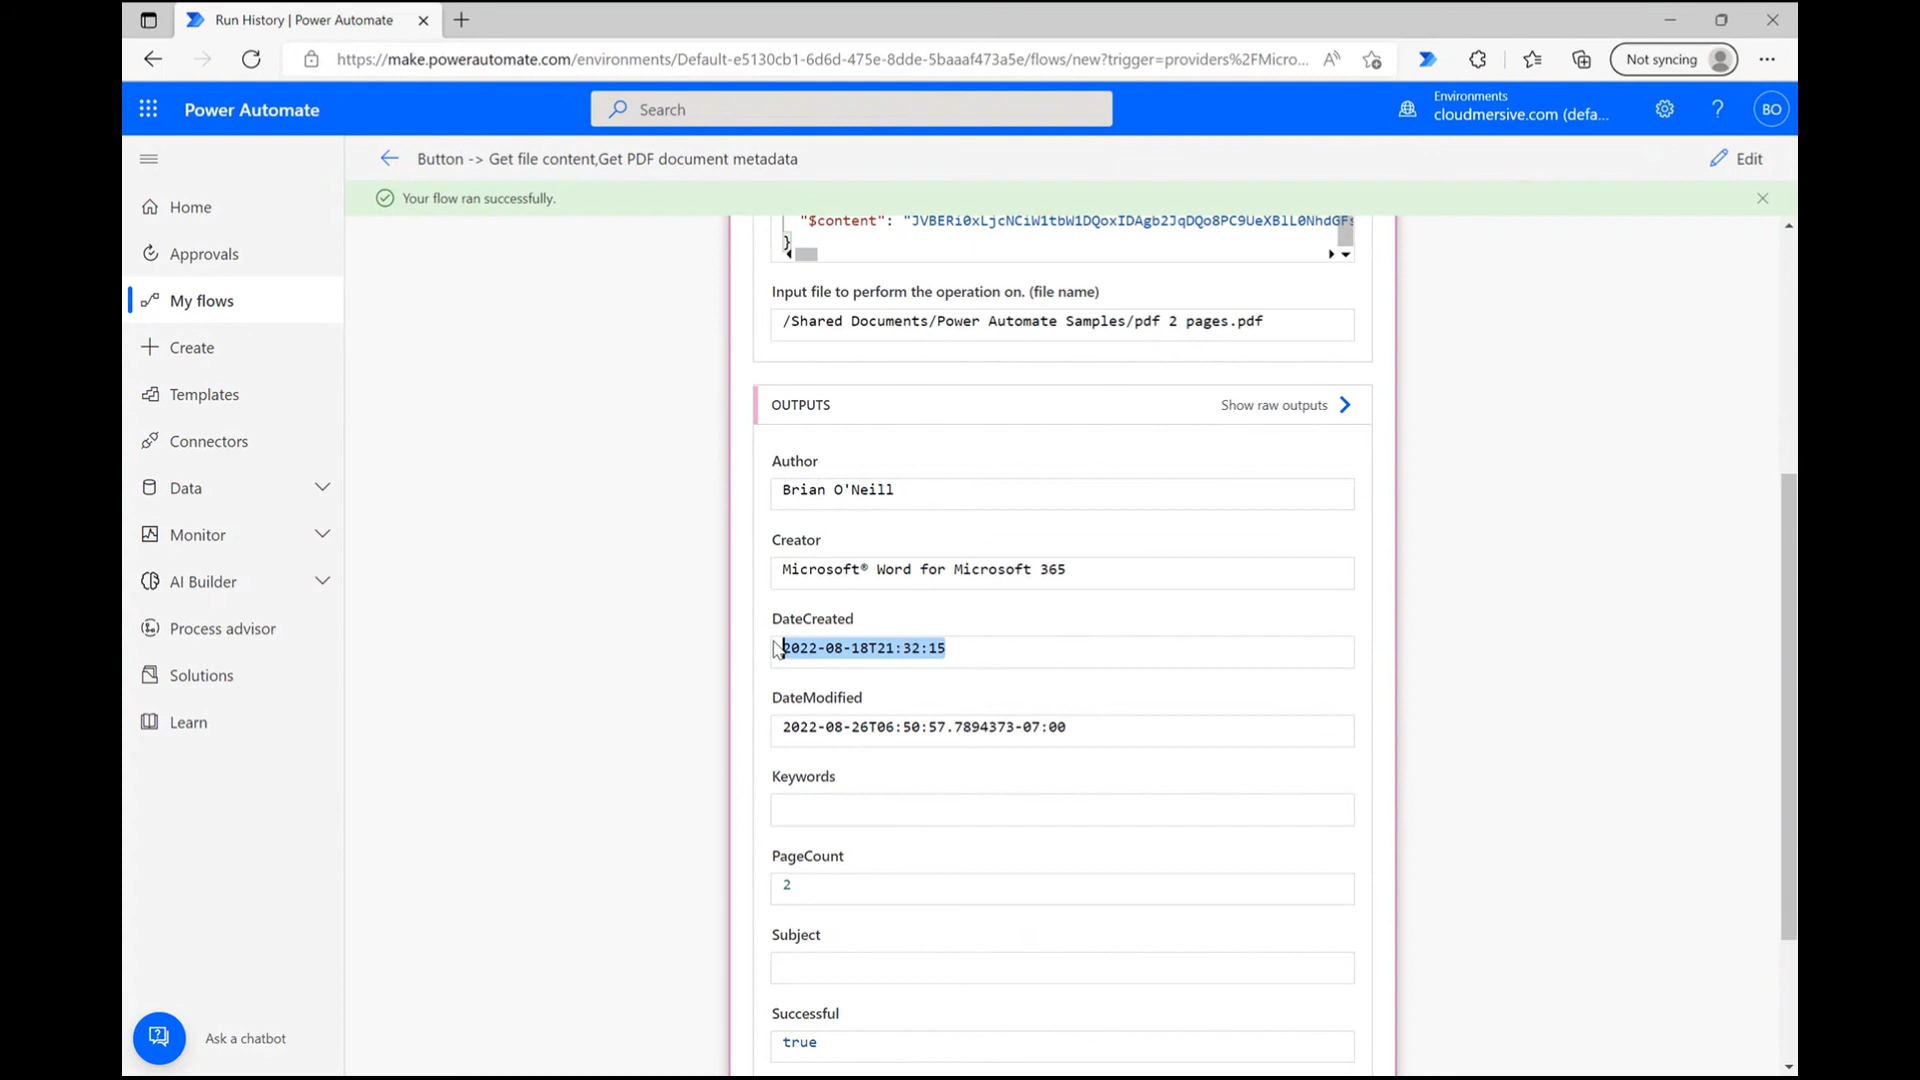 Run History | Power Automate
https://make.powerautomate.com/environments/Default-e5130cb1-6d6d-475e-8dde-5baaaf473a5e/flows/new?trigger=providers%2FMicro...
Not syncing
Power Automate
Search
Environments
cloudmersive.com (defa...
BO
Button -> Get file content,Get PDF document metadata
Edit
Your flow ran successfully.
Home
Approvals
My flows
Create
Templates
Connectors
Data
Monitor
AI Builder
Process advisor
Solutions
Learn
Ask a chatbot
"$content": "JVBERi0xLjcNCiW1tbW1DQoxIDAgb2JqDQo8PC9UeXBlL0NhdGFs
}
Input file to perform the operation on. (file name)
/Shared Documents/Power Automate Samples/pdf 2 pages.pdf
OUTPUTS
Show raw outputs
Author
Brian O'Neill
Creator
Microsoft® Word for Microsoft 365
DateCreated
2022-08-18T21:32:15
DateModified
2022-08-26T06:50:57.7894373-07:00
Keywords
PageCount
2
Subject
Successful
true